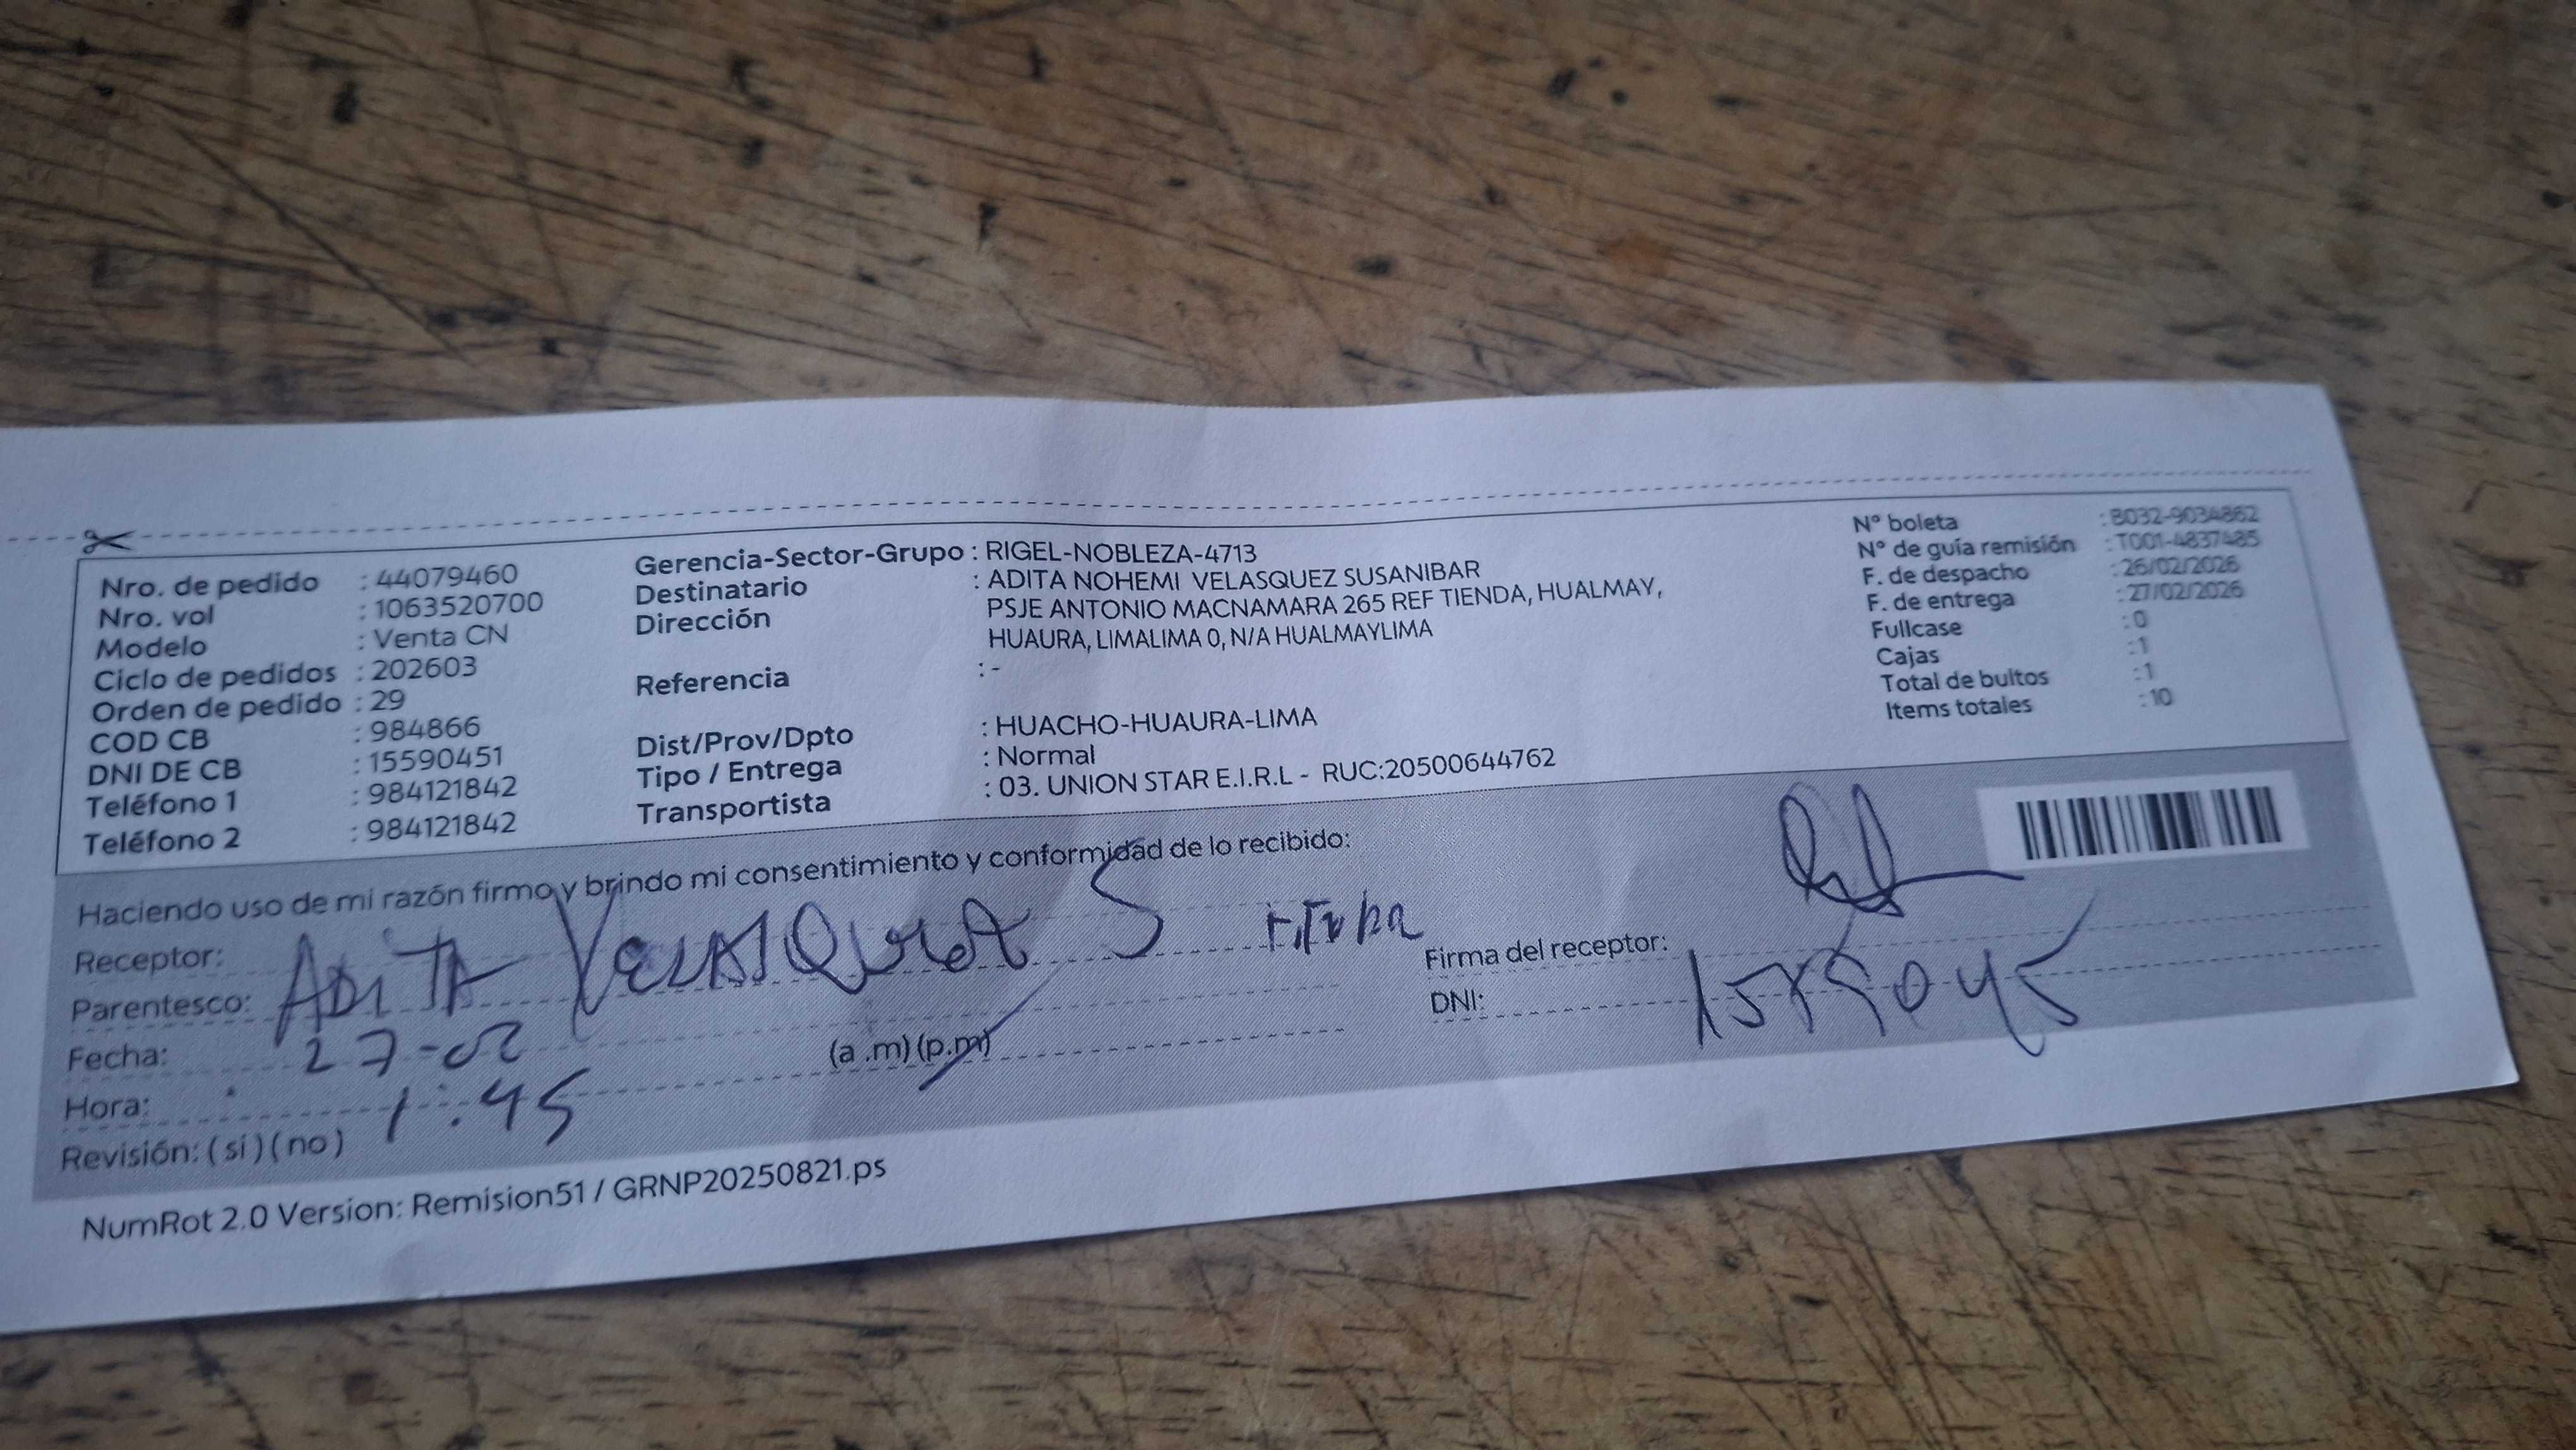 Nro. de pedido : 44079460
Nro. vol : 1063520700
Modelo : Venta CN
Ciclo de pedidos : 202603
Orden de pedido : 29
COD CB : 984866
DNI DE CB : 15590451
Teléfono 1 : 984121842
Teléfono 2 : 984121842
Gerencia-Sector-Grupo : RIGEL-NOBLEZA-4713
Destinatario : ADITA NOHEMI VELASQUEZ SUSANIBAR
Dirección PSJE ANTONIO MACNAMARA 265 REF TIENDA, HUALMAY,
HUAURA, LIMALIMA 0, N/A HUALMAYLIMA
Referencia : -
Dist/Prov/Dpto : HUACHO-HUAURA-LIMA
Tipo / Entrega : Normal
Transportista : 03. UNION STAR E.I.R.L - RUC:20500644762
Nº boleta : B032-9034862
Nº de guía remisión : T001-4837485
F. de despacho : 26/02/2026
F. de entrega : 27/02/2026
Fullcase : 0
Cajas : 1
Total de bultos : 1
Items totales : 10
Haciendo uso de mi razón firmo y brindo mi consentimiento y conformidad de lo recibido:
Receptor: ADITA S
Parentesco:
Fecha: 27-02
Hora: 1:45 (a .m) (p.m)
Revisión: ( sí ) ( no )
Firma del receptor:
DNI:
NumRot 2.0 Version: Remision51 / GRNP20250821.ps